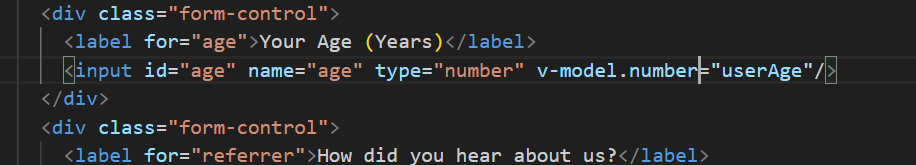 <div class="form-control">
<label for="age">Your Age (Years)</label>
<input id="age" name="age" type="number" v-model.number="userAge"/>
</div>
<div class="form-control">
<label for="referrer">How did you hear about us?</label>